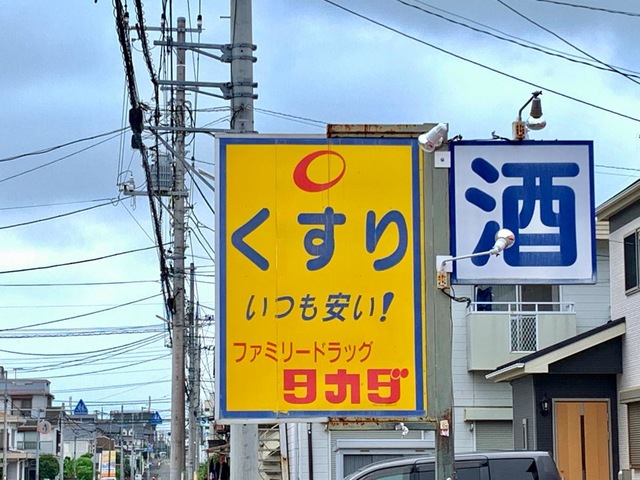 くすり
いつも安い!
ファミリードラッグ
タカダ
酒